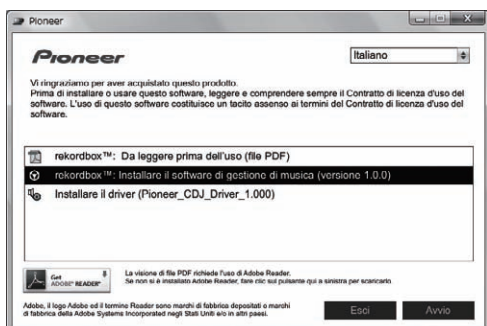 Pioneer
Pioneer
Italiano
Vi ringraziamo per aver acquistato questo prodotto.
Prima di installare o usare questo software, leggere e comprendere sempre il Contratto di licenza d'uso del
software. L'uso di questo software costituisce un tacito assenso ai termini del Contratto di licenza d'uso del
software.
rekordbox™: Da leggere prima dell'uso (file PDF)
rekordbox™: Installare il software di gestione di musica (versione 1.0.0)
Installare il driver (Pioneer_CDJ_Driver_1.000)
Get
ADOBE® READER®
La visione di file PDF richiede l'uso di Adobe Reader.
Se non si è installato Adobe Reader, fare clic sul pulsante qui a sinistra per scaricarlo.
Adobe, il logo Adobe ed il termine Reader sono marchi di fabbrica depositati o marchi
di fabbrica della Adobe Systems Incorporated negli Stati Uniti e/o in altri paesi.
Esci
Avvio